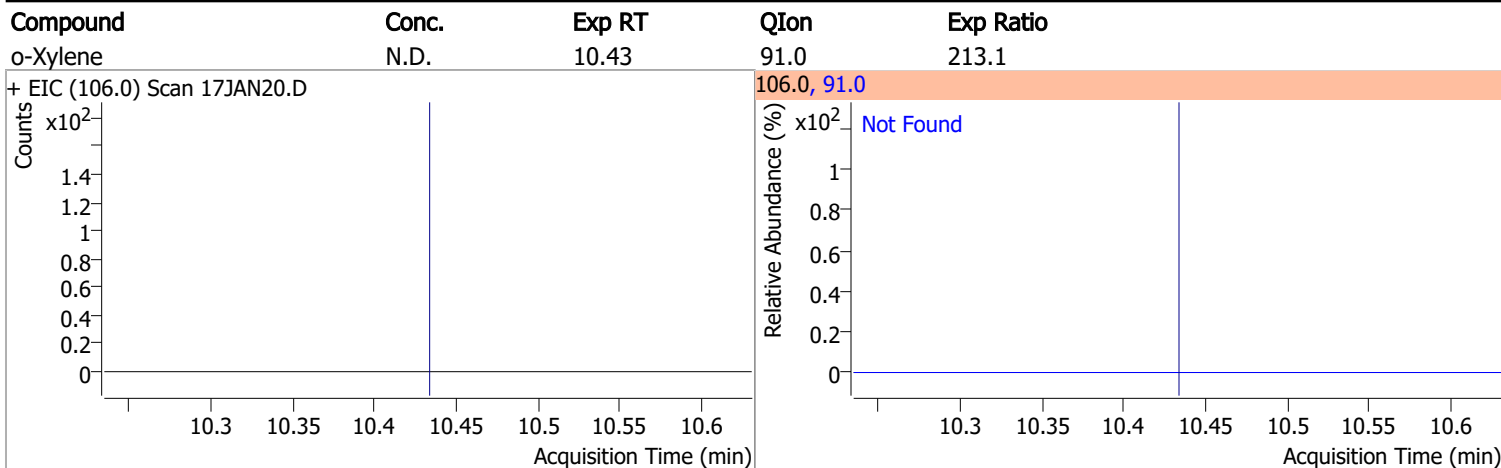 Compound Conc. Exp RT QIon Exp Ratio
o-Xylene N.D. 10.43 91.0 213.1
+ EIC (106.0) Scan 17JAN20.D
Counts
x10²
1.4
1.2
1
0.8
0.6
0.4
0.2
0
10.3 10.35 10.4 10.45 10.5 10.55 10.6
Acquisition Time (min)
106.0, 91.0
Relative Abundance (%)
x10²
Not Found
1
0.8
0.6
0.4
0.2
0
10.3 10.35 10.4 10.45 10.5 10.55 10.6
Acquisition Time (min)